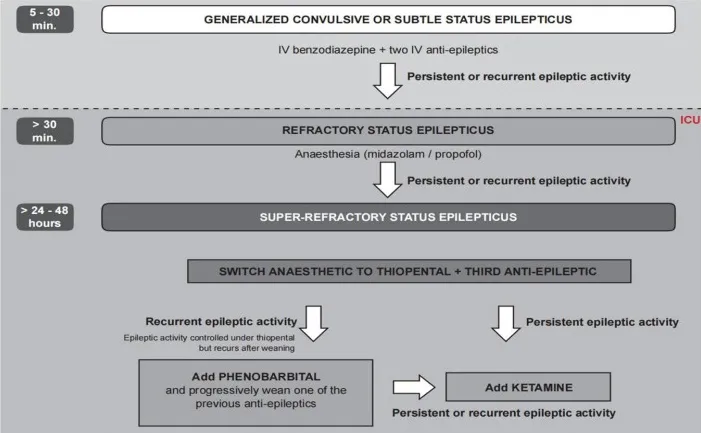 5 - 30
min.
GENERALIZED CONVULSIVE OR SUBTLE STATUS EPILEPTICUS
IV benzodiazepine + two IV anti-epileptics
Persistent or recurrent epileptic activity
> 30
min.
REFRACTORY STATUS EPILEPTICUS
ICU
Anaesthesia (midazolam / propofol)
Persistent or recurrent epileptic activity
> 24 - 48
hours
SUPER-REFRACTORY STATUS EPILEPTICUS
SWITCH ANAESTHETIC TO THIOPENTAL + THIRD ANTI-EPILEPTIC
Recurrent epileptic activity
Epileptic activity controlled under thiopental
but recurs after weaning
Persistent epileptic activity
Add PHENOBARBITAL
and progressively wean one of the
previous anti-epileptics
Add KETAMINE
Persistent or recurrent epileptic activity